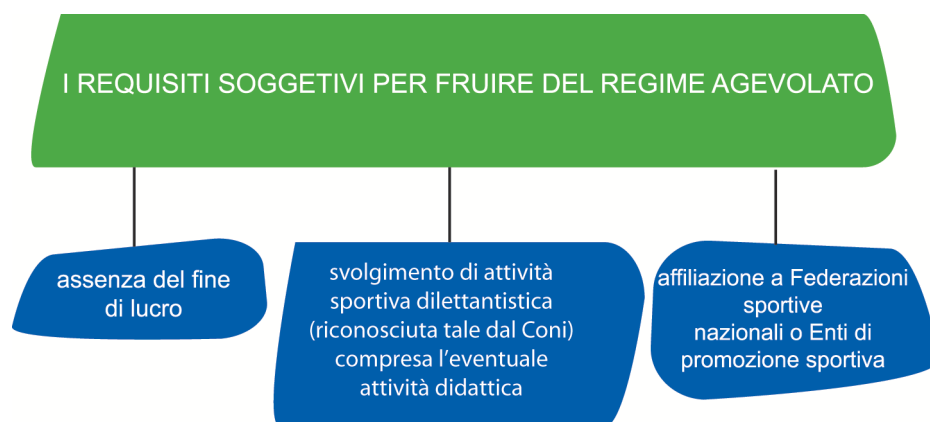 I REQUISITI SOGGETIVI PER FRUIRE DEL REGIME AGEVOLATO
assenza del fine
di lucro
svolgimento di attività
sportiva dilettantistica
(riconosciuta tale dal Coni)
compresa l'eventuale
attività didattica
affiliazione a Federazioni
sportive
nazionali o Enti di
promozione sportiva